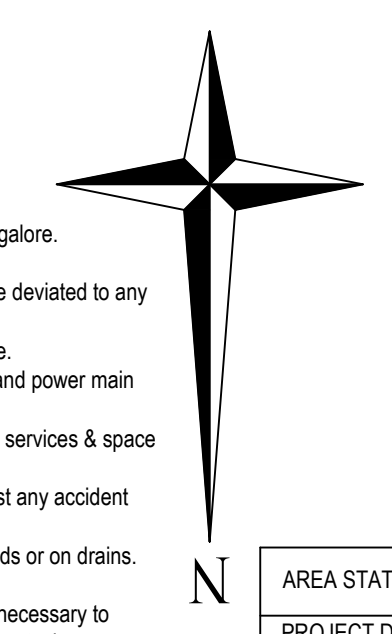 galore.
e deviated to any
e.
and power main
services & space
st any accident
ds or on drains.
necessary to
N
AREA STAT
PROJECT D